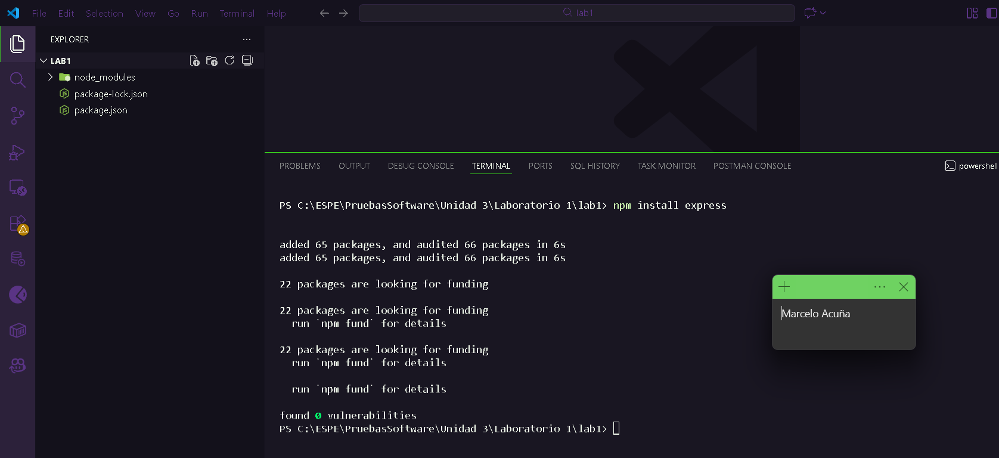 File Edit Selection View Go Run Terminal Help
lab1
EXPLORER
LAB1
node_modules
package-lock.json
package.json
PROBLEMS OUTPUT DEBUG CONSOLE TERMINAL PORTS SQL HISTORY TASK MONITOR POSTMAN CONSOLE
powershell
PS C:\ESPE\PruebasSoftware\Unidad 3\Laboratorio 1\lab1> npm install express
added 65 packages, and audited 66 packages in 6s
added 65 packages, and audited 66 packages in 6s
22 packages are looking for funding
22 packages are looking for funding
run `npm fund` for details
22 packages are looking for funding
run `npm fund` for details
run `npm fund` for details
found 0 vulnerabilities
PS C:\ESPE\PruebasSoftware\Unidad 3\Laboratorio 1\lab1>
Marcelo Acuña